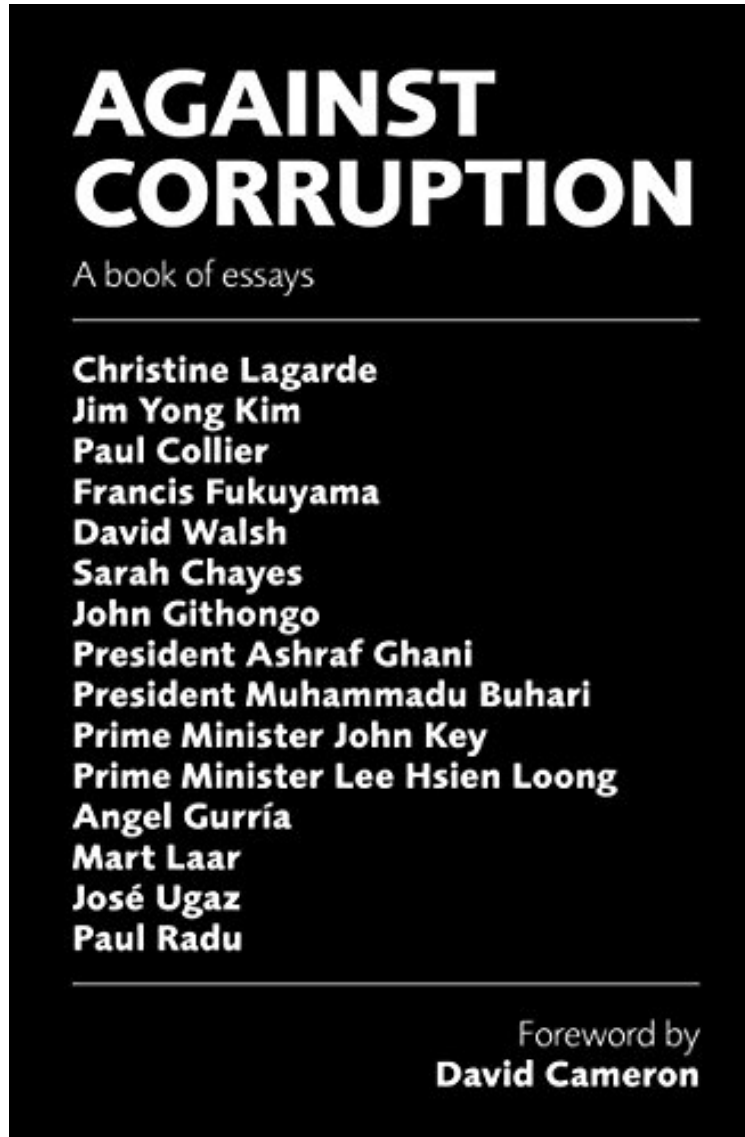 AGAINST
CORRUPTION
A book of essays
Christine Lagarde
Jim Yong Kim
Paul Collier
Francis Fukuyama
David Walsh
Sarah Chayes
John Githongo
President Ashraf Ghani
President Muhammadu Buhari
Prime Minister John Key
Prime Minister Lee Hsien Loong
Angel Gurría
Mart Laar
José Ugaz
Paul Radu
Foreword by
David Cameron